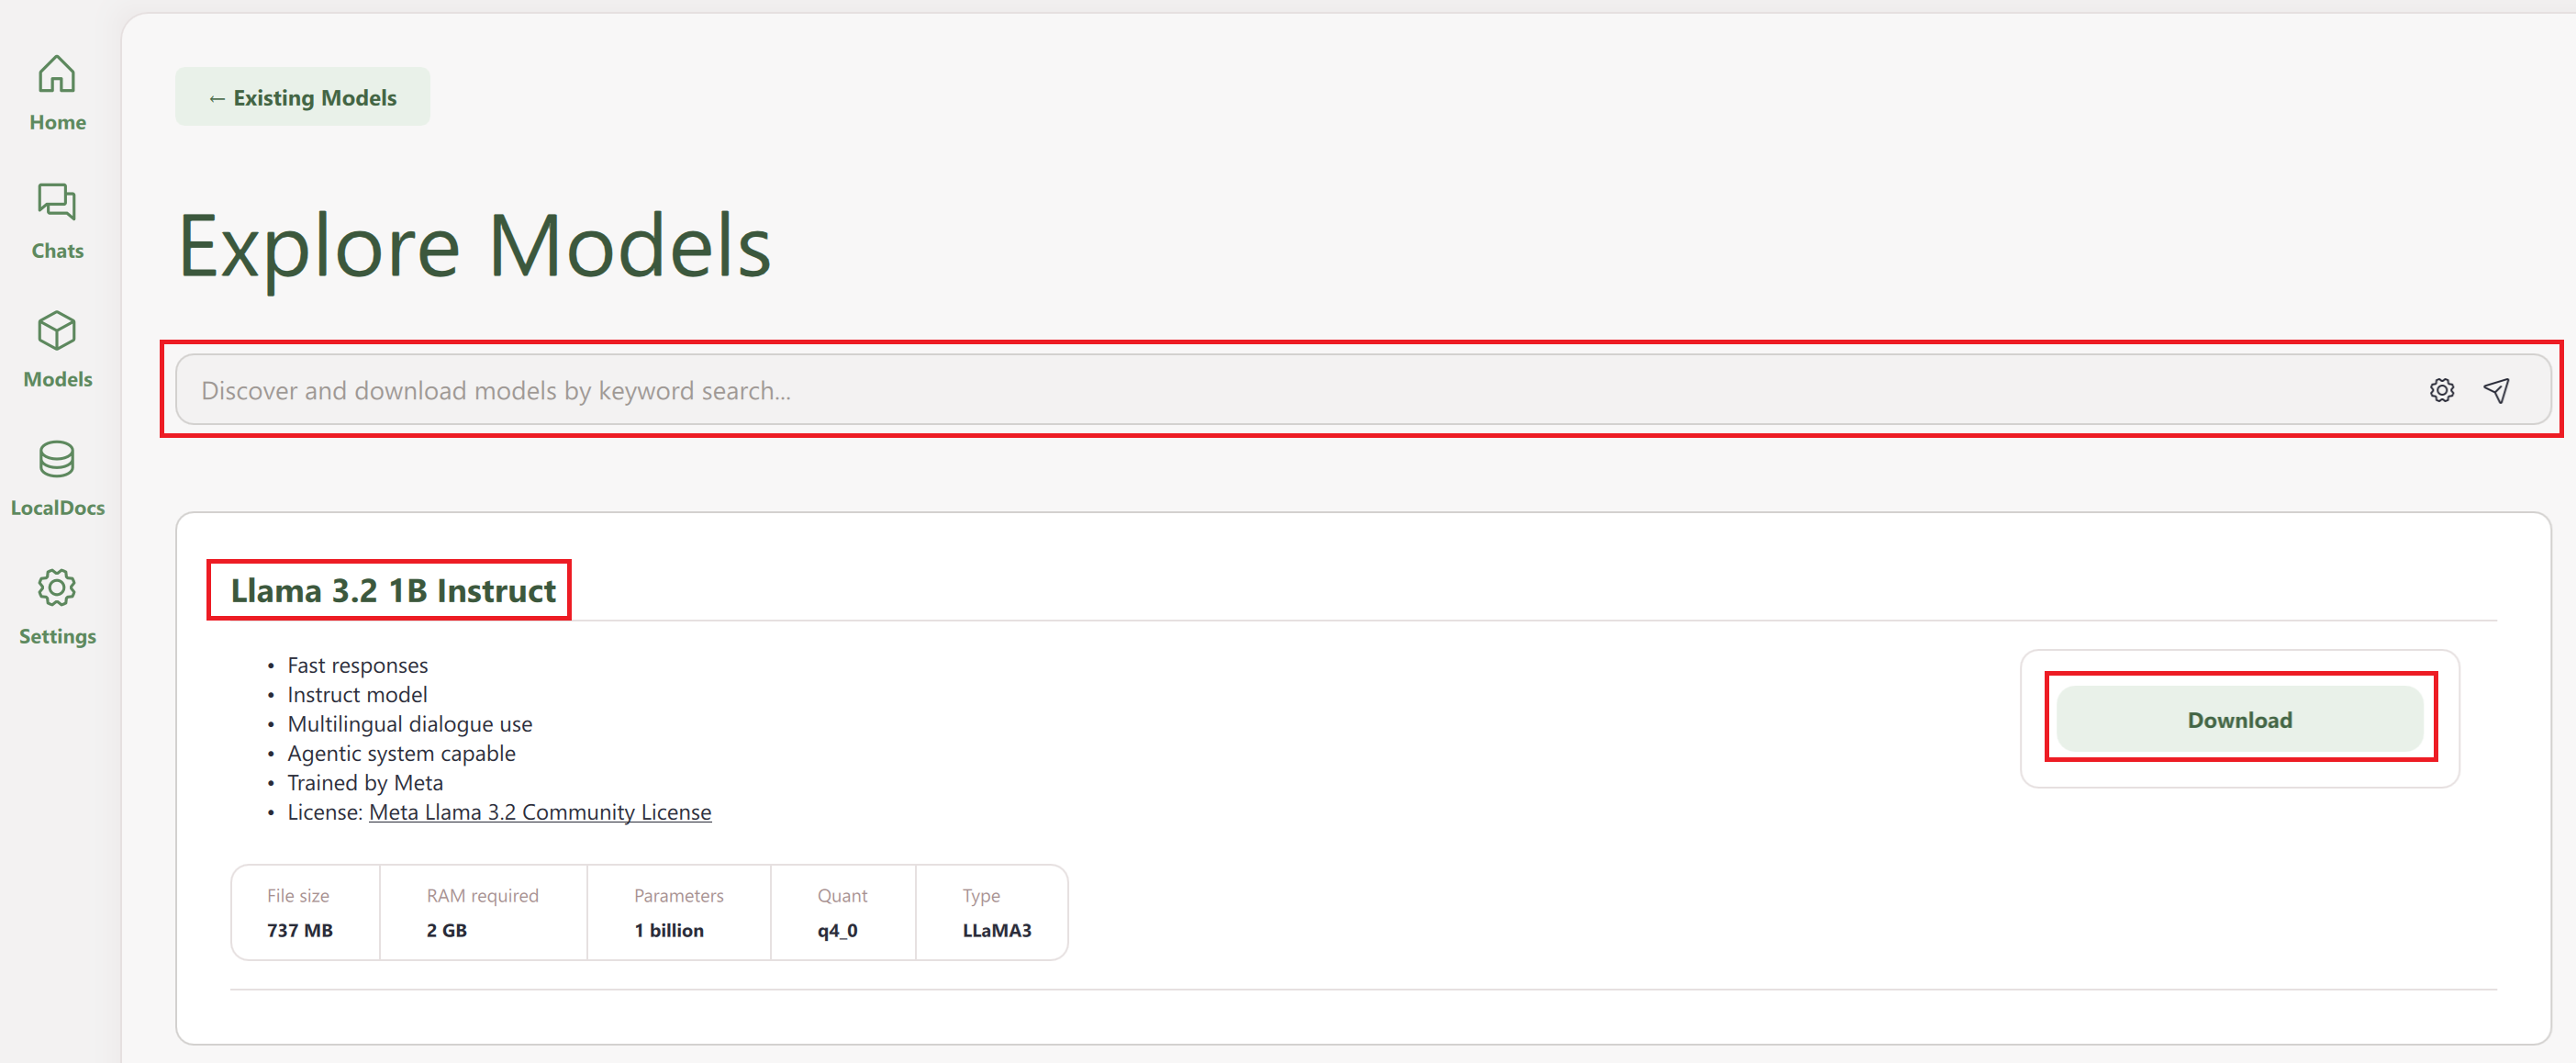 Home
Chats
Models
LocalDocs
Settings
← Existing Models
Explore Models
Discover and download models by keyword search...
Llama 3.2 1B Instruct
• Fast responses
• Instruct model
• Multilingual dialogue use
• Agentic system capable
• Trained by Meta
• License: Meta Llama 3.2 Community License
Download
File size RAM required Parameters Quant Type
737 MB 2 GB 1 billion q4_0 LLaMA3